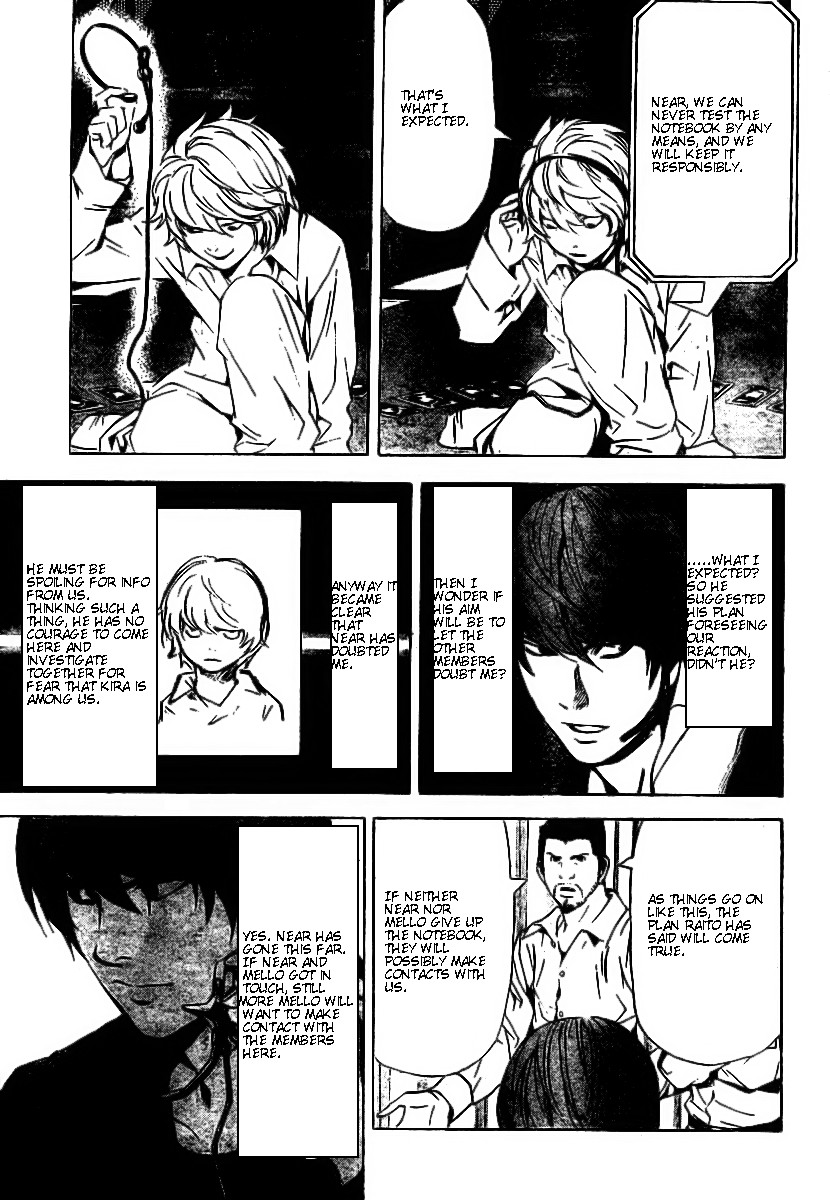 NEAR, WE CAN
NEVER TEST THE
NOTEBOOK BY ANY
MEANS, AND WE
WILL KEEP IT
RESPONSIBLY.
THAT'S
WHAT I
EXPECTED.
.....WHAT I
EXPECTED?
SO HE
SUGGESTED
HIS PLAN
FORESEEING
OUR
REACTION,
DIDN'T HE?
THEN I
WONDER IF
HIS AIM
WILL BE TO
LET THE
OTHER
MEMBERS
DOUBT ME?
ANYWAY IT
BECAME
CLEAR
THAT
NEAR HAS
DOUBTED
ME.
HE MUST BE
SPOILING FOR INFO
FROM US.
THINKING SUCH A
THING, HE HAS NO
COURAGE TO COME
HERE AND
INVESTIGATE
TOGETHER FOR
FEAR THAT KIRA IS
AMONG US.
AS THINGS GO ON
LIKE THIS, THE
PLAN RAITO HAS
SAID WILL COME
TRUE.
IF NEITHER
NEAR NOR
MELLO GIVE UP
THE NOTEBOOK,
THEY WILL
POSSIBLY MAKE
CONTACTS WITH
US.
YES. NEAR HAS
GONE THIS FAR.
IF NEAR AND
MELLO GOT IN
TOUCH, STILL
MORE MELLO WILL
WANT TO MAKE
CONTACT WITH
THE MEMBERS
HERE.